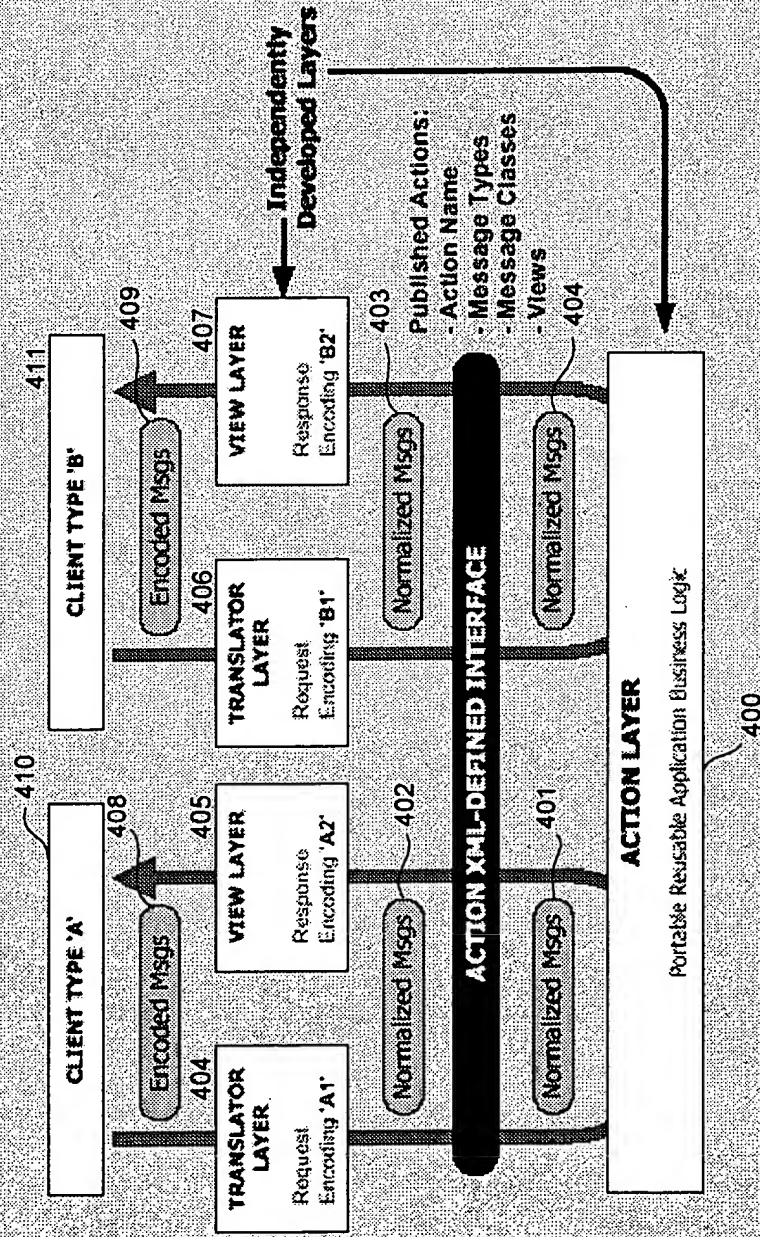 410
411
CLIENT TYPE 'A'
CLIENT TYPE 'B'
408
409
Encoded Msgs
Encoded Msgs
404
405
406
407
TRANSLATOR
LAYER
Request
Encoding 'A1'
VIEW LAYER
Response
Encoding 'A2'
TRANSLATOR
LAYER
Request
Encoding 'B1'
VIEW LAYER
Response
Encoding 'B2'
Independently
Developed Layers
402
403
Normalized Msgs
Normalized Msgs
Published Actions:
- Action Name
- Message Types
- Message Classes
- Views
ACTION XML-DEFINED INTERFACE
401
404
Normalized Msgs
Normalized Msgs
ACTION LAYER
Portable Reusable Application Business Logic
400